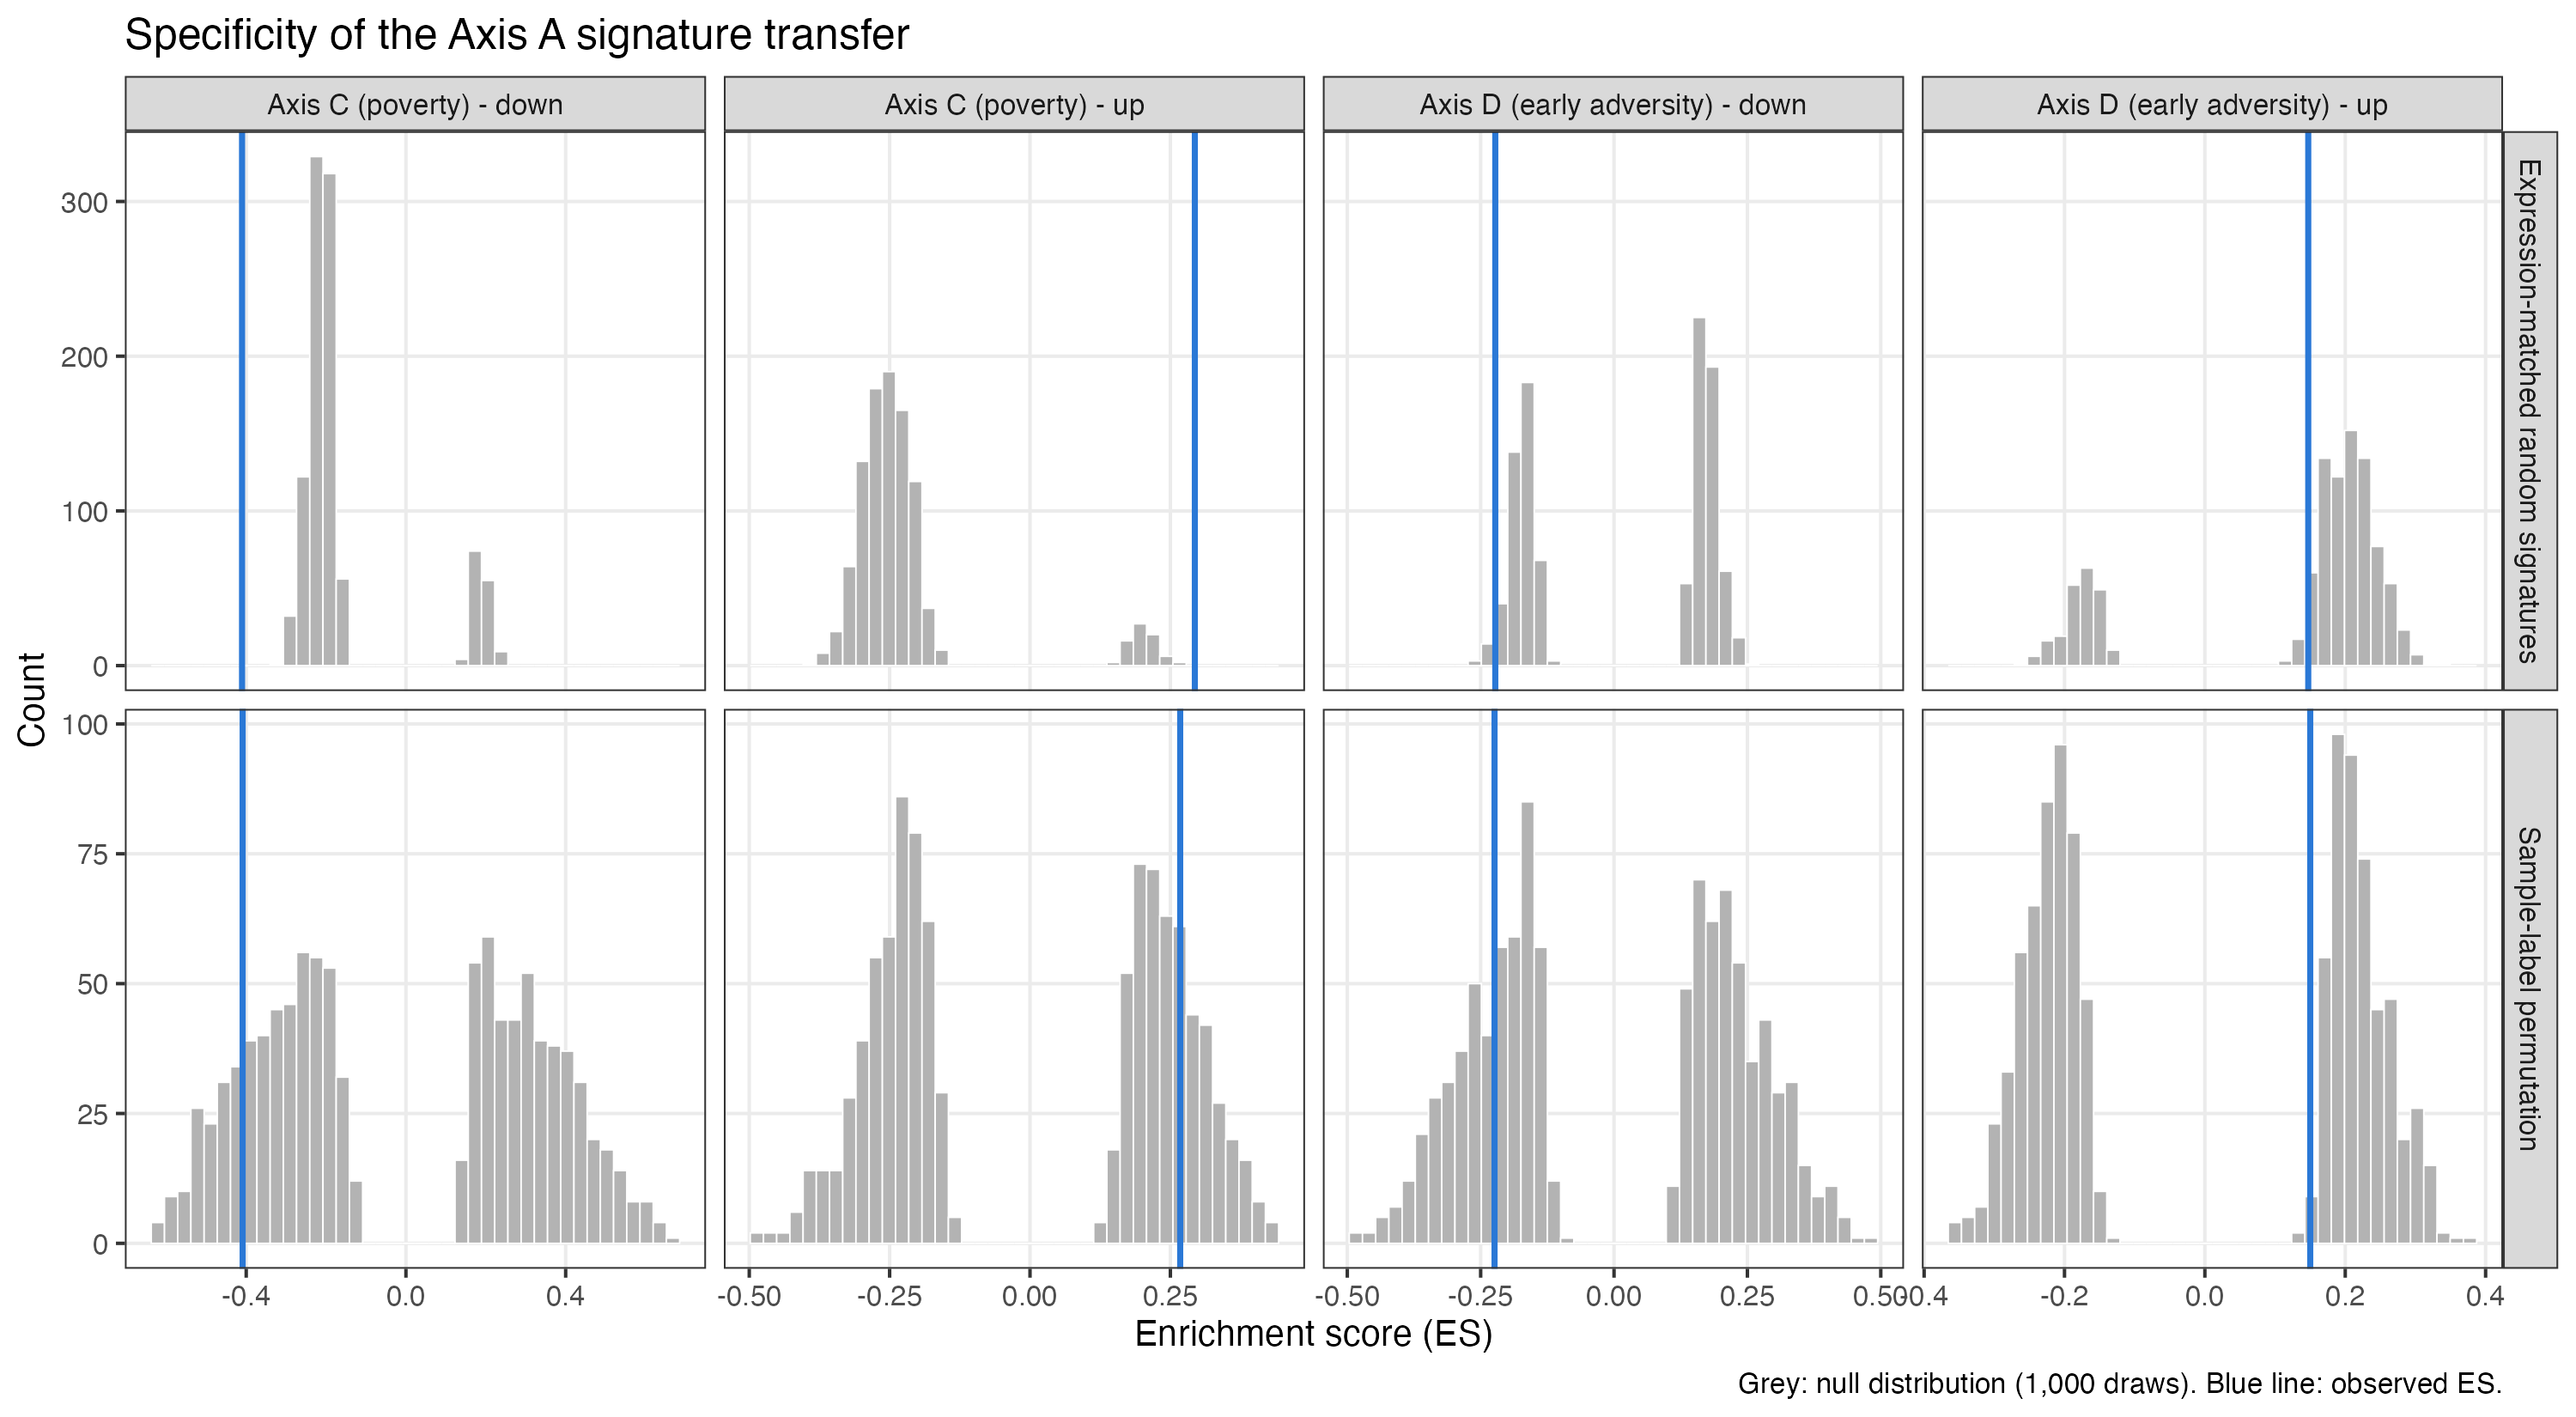 Specificity of the Axis A signature transfer
Axis C (poverty) - down
Axis C (poverty) - up
Axis D (early adversity) - down
Axis D (early adversity) - up
Expression-matched random signatures
300
200
100
0
Sample-label permutation
100
75
50
25
0
Count
-0.4 0.0 0.4
-0.50 -0.25 0.00 0.25
-0.50 -0.25 0.00 0.25 0.50
-0.4 -0.2 0.0 0.2 0.4
Enrichment score (ES)
Grey: null distribution (1,000 draws). Blue line: observed ES.